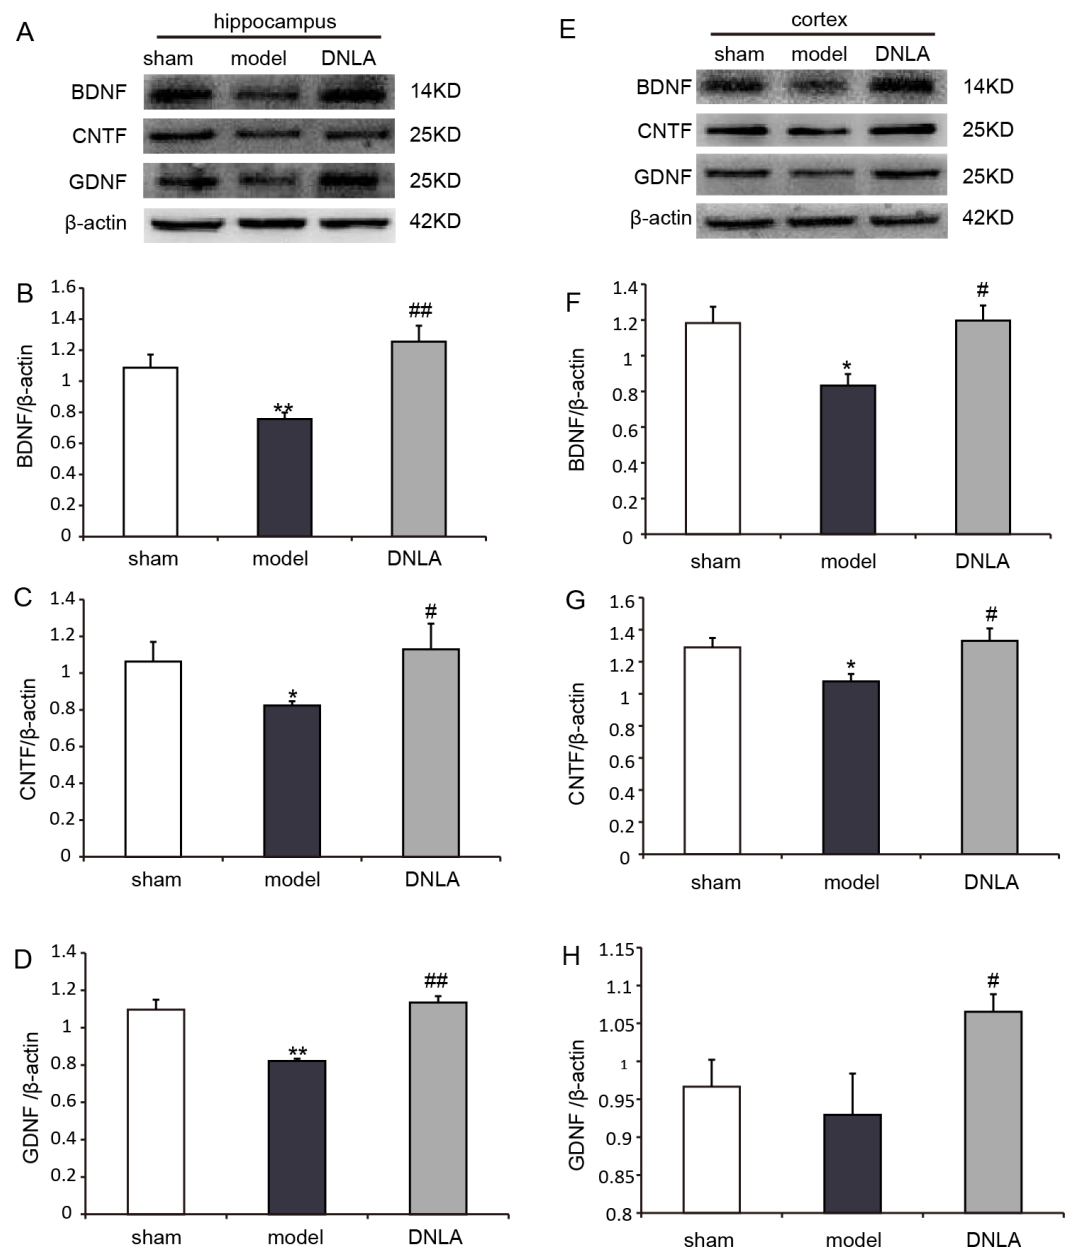 A
hippocampus
sham model DNLA
BDNF 14KD
CNTF 25KD
GDNF 25KD
β-actin 42KD
E
cortex
sham model DNLA
BDNF 14KD
CNTF 25KD
GDNF 25KD
β-actin 42KD
B
BDNF/β-actin
1.6
1.4
1.2
1
0.8
0.6
0.4
0.2
0
**
##
sham model DNLA
F
BDNF/β-actin
1.4
1.2
1
0.8
0.6
0.4
0.2
0
*
#
sham model DNLA
C
CNTF/β-actin
1.4
1.2
1
0.8
0.6
0.4
0.2
0
*
#
sham model DNLA
G
CNTF/β-actin
1.6
1.4
1.2
1
0.8
0.6
0.4
0.2
0
*
#
sham model DNLA
D
GDNF /β-actin
1.4
1.2
1
0.8
0.6
0.4
0.2
0
**
##
sham model DNLA
H
GDNF /β-actin
1.15
1.1
1.05
1
0.95
0.9
0.85
0.8
#
sham model DNLA